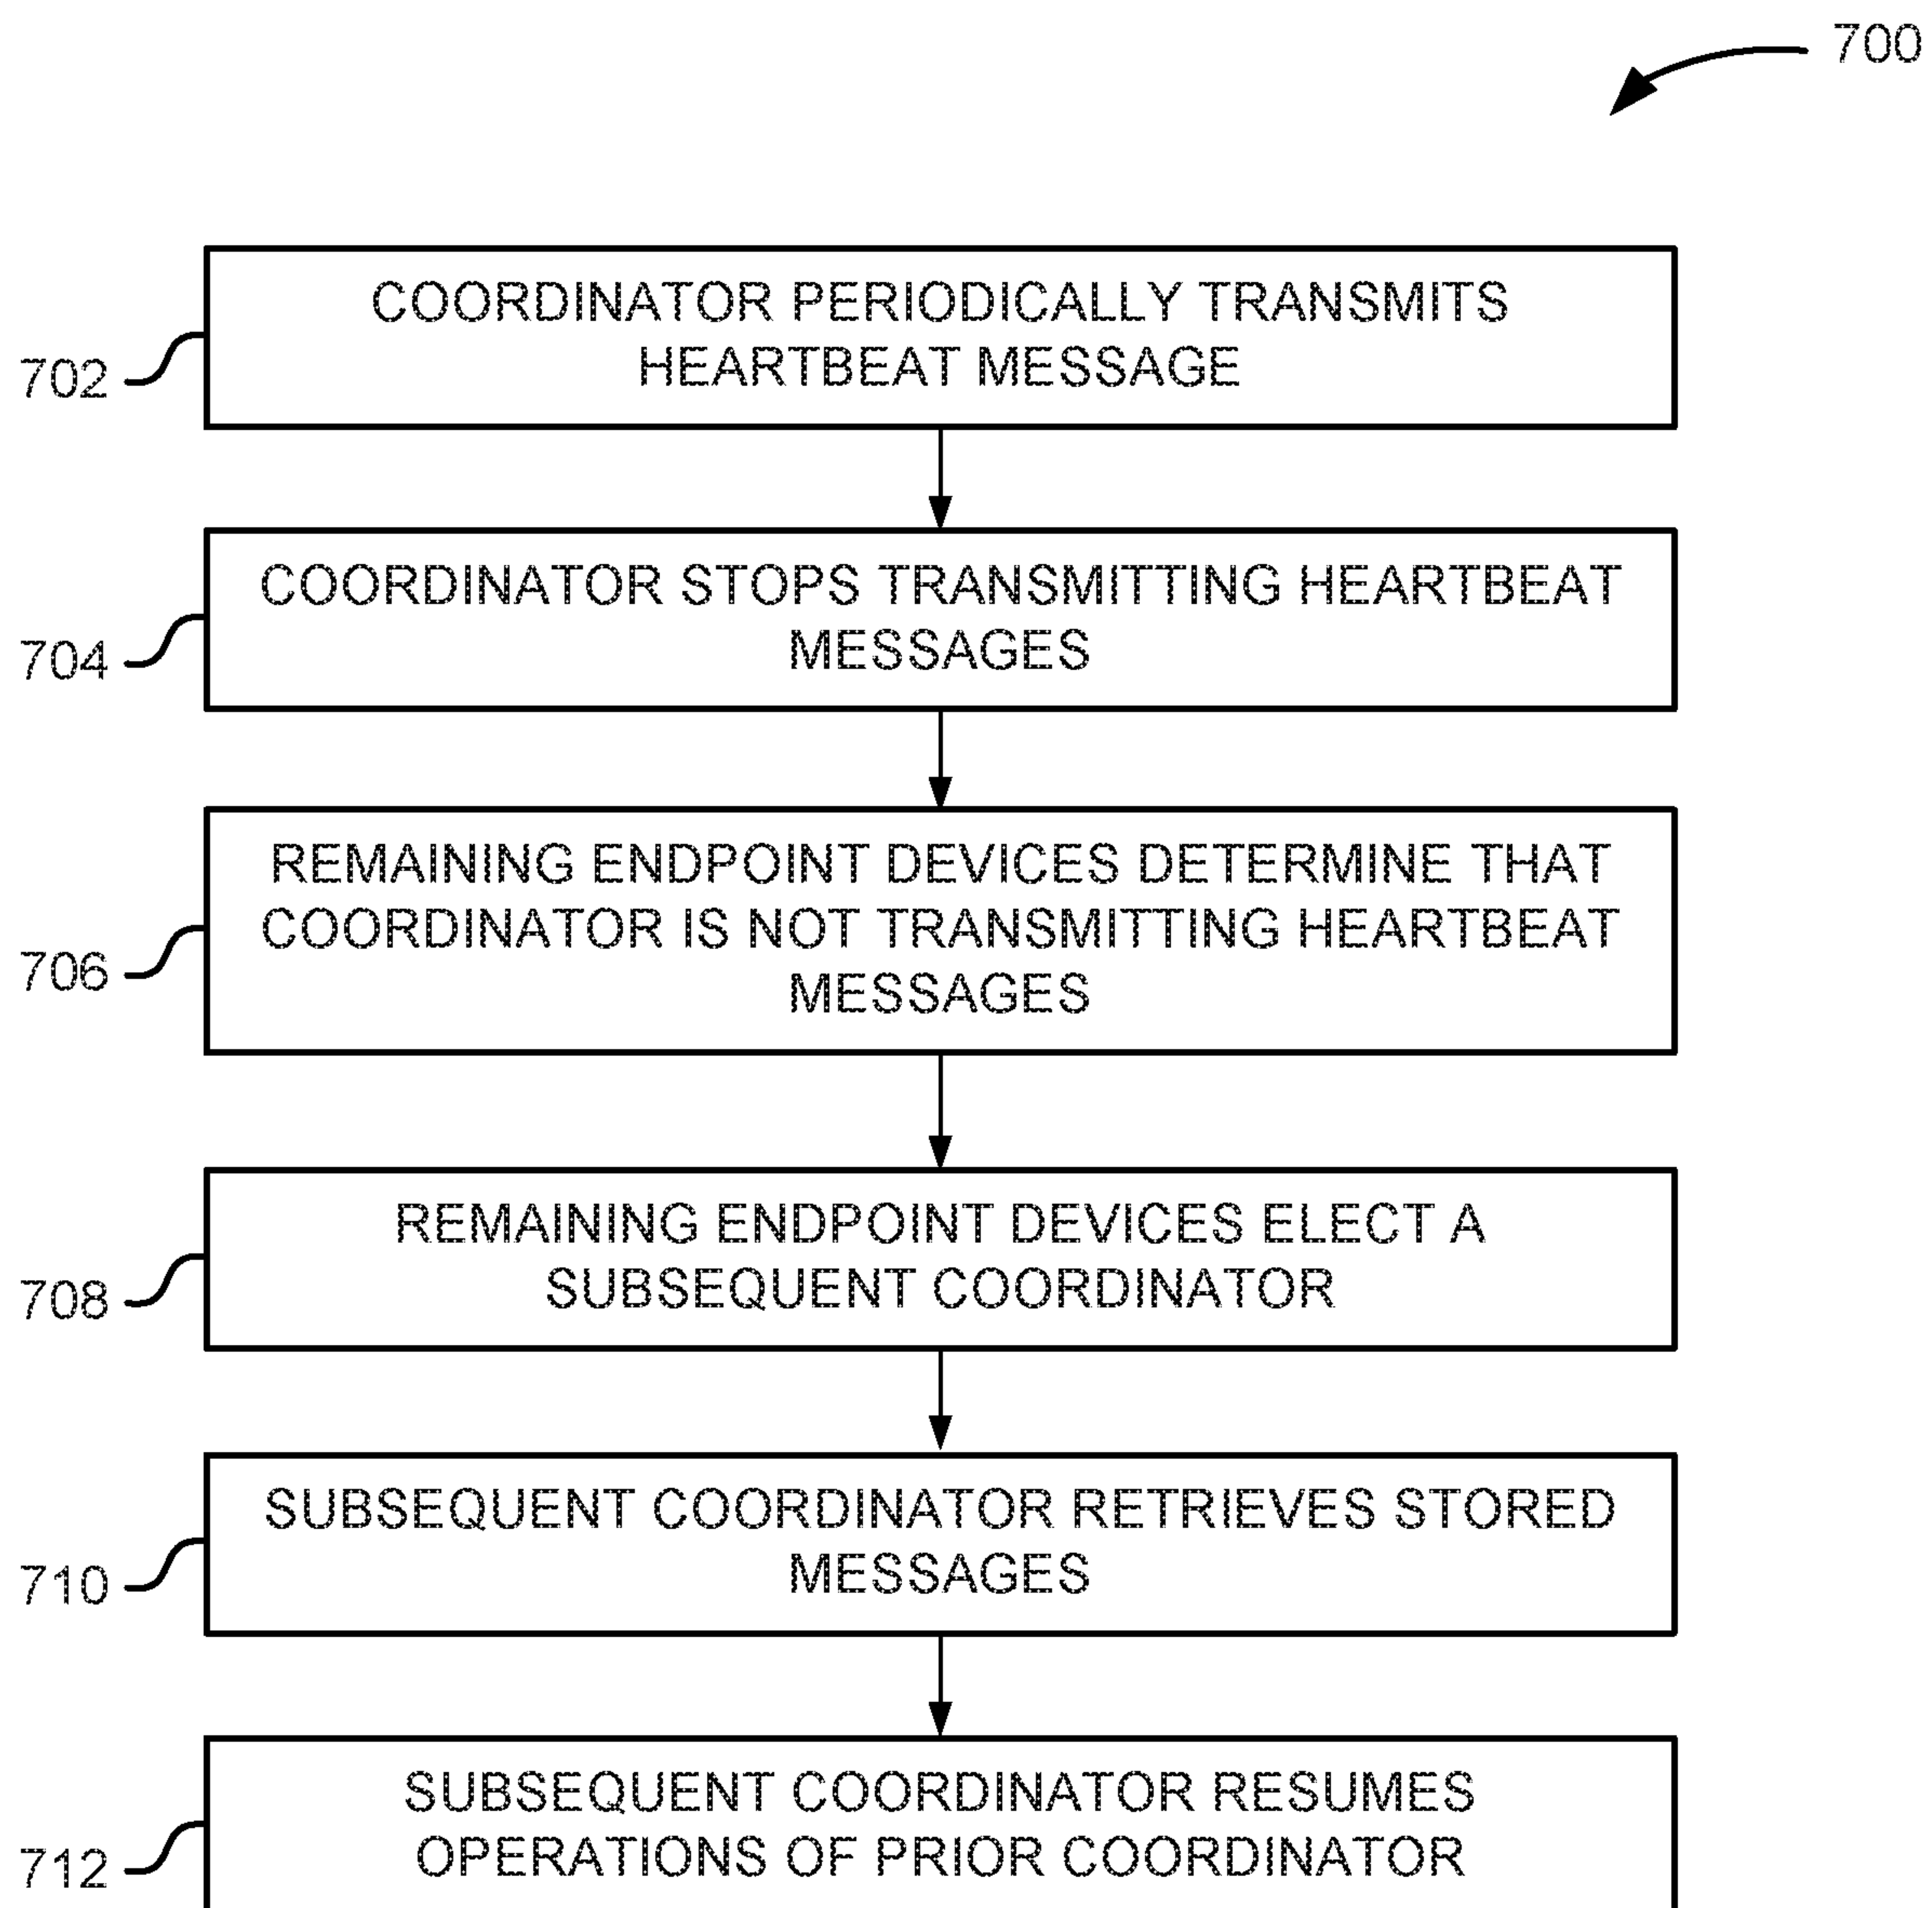 700
COORDINATOR PERIODICALLY TRANSMITS
HEARTBEAT MESSAGE
702
COORDINATOR STOPS TRANSMITTING HEARTBEAT
MESSAGES
704
REMAINING ENDPOINT DEVICES DETERMINE THAT
COORDINATOR IS NOT TRANSMITTING HEARTBEAT
MESSAGES
706
REMAINING ENDPOINT DEVICES ELECT A
SUBSEQUENT COORDINATOR
708
SUBSEQUENT COORDINATOR RETRIEVES STORED
MESSAGES
710
SUBSEQUENT COORDINATOR RESUMES
OPERATIONS OF PRIOR COORDINATOR
712